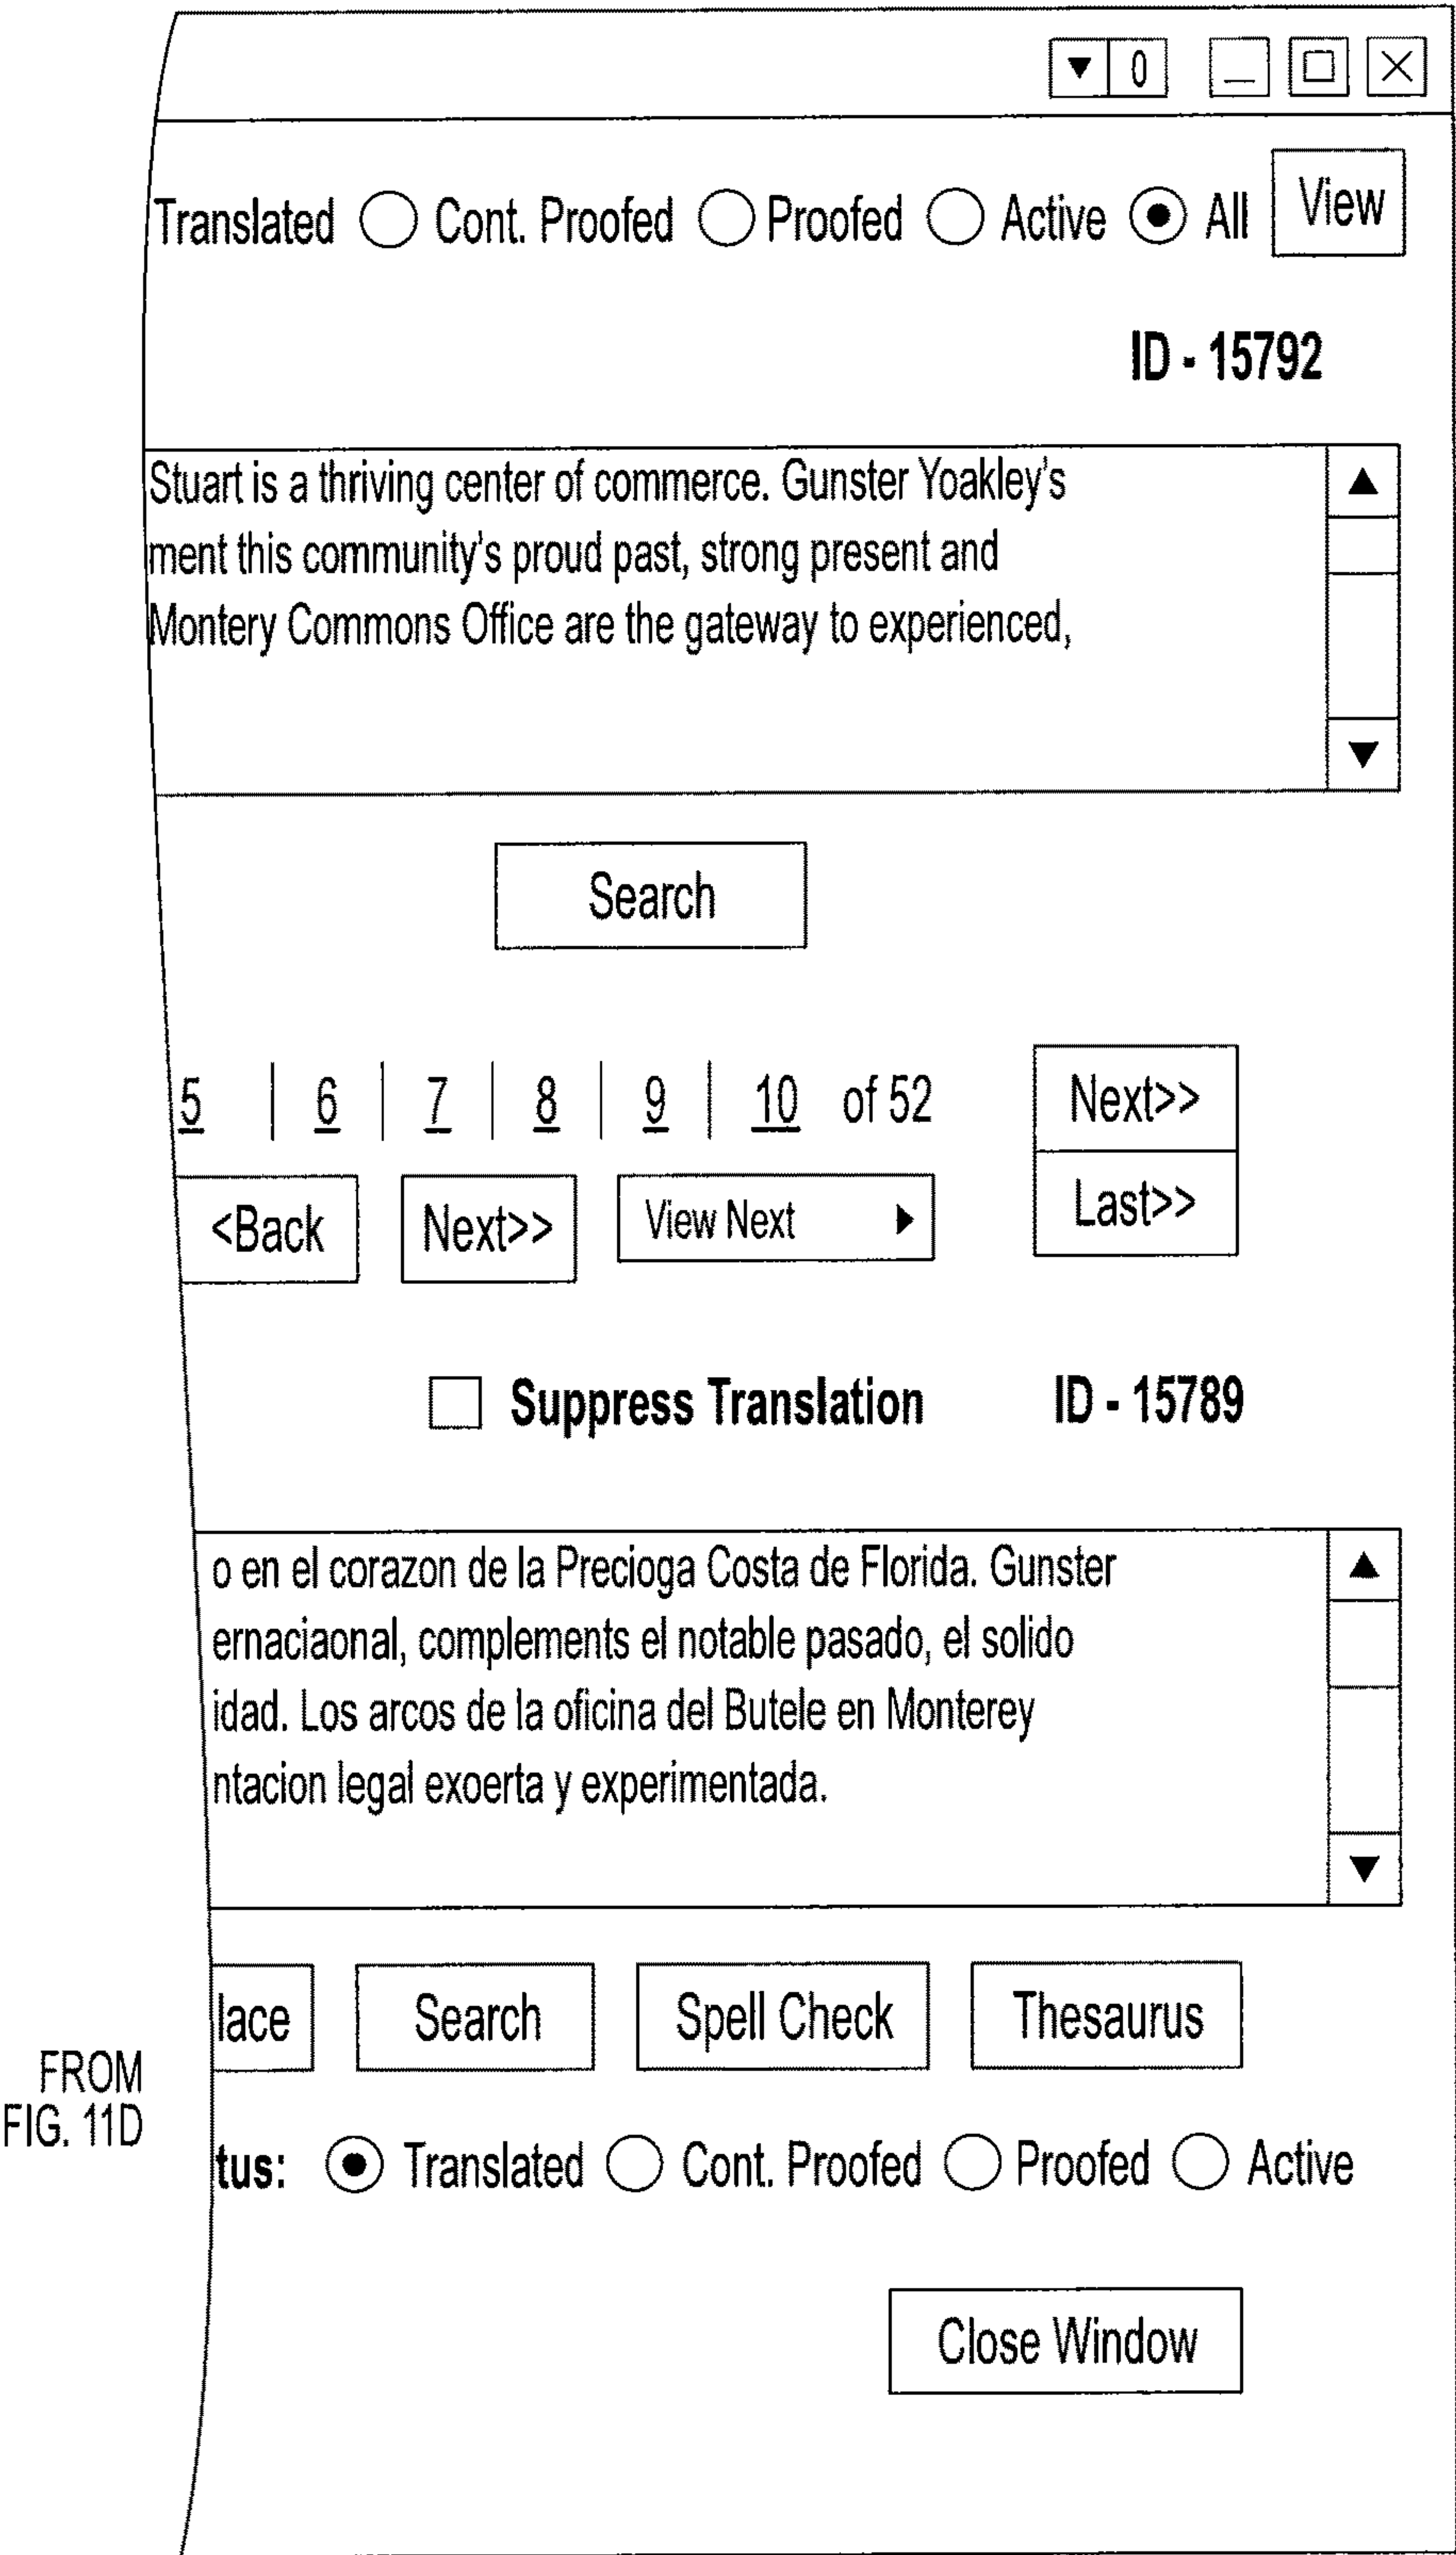 0
Translated Cont. Proofed Proofed Active All View
ID - 15792
Stuart is a thriving center of commerce. Gunster Yoakley's
ment this community's proud past, strong present and
Montery Commons Office are the gateway to experienced,
Search
5 | 6 | 7 | 8 | 9 | 10 of 52 Next>>
<Back Next>> View Next Last>>
Suppress Translation ID - 15789
o en el corazon de la Precioga Costa de Florida. Gunster
ernaciaonal, complements el notable pasado, el solido
idad. Los arcos de la oficina del Butele en Monterey
ntacion legal exoerta y experimentada.
lace Search Spell Check Thesaurus
FROM
FIG. 11D
tus: Translated Cont. Proofed Proofed Active
Close Window